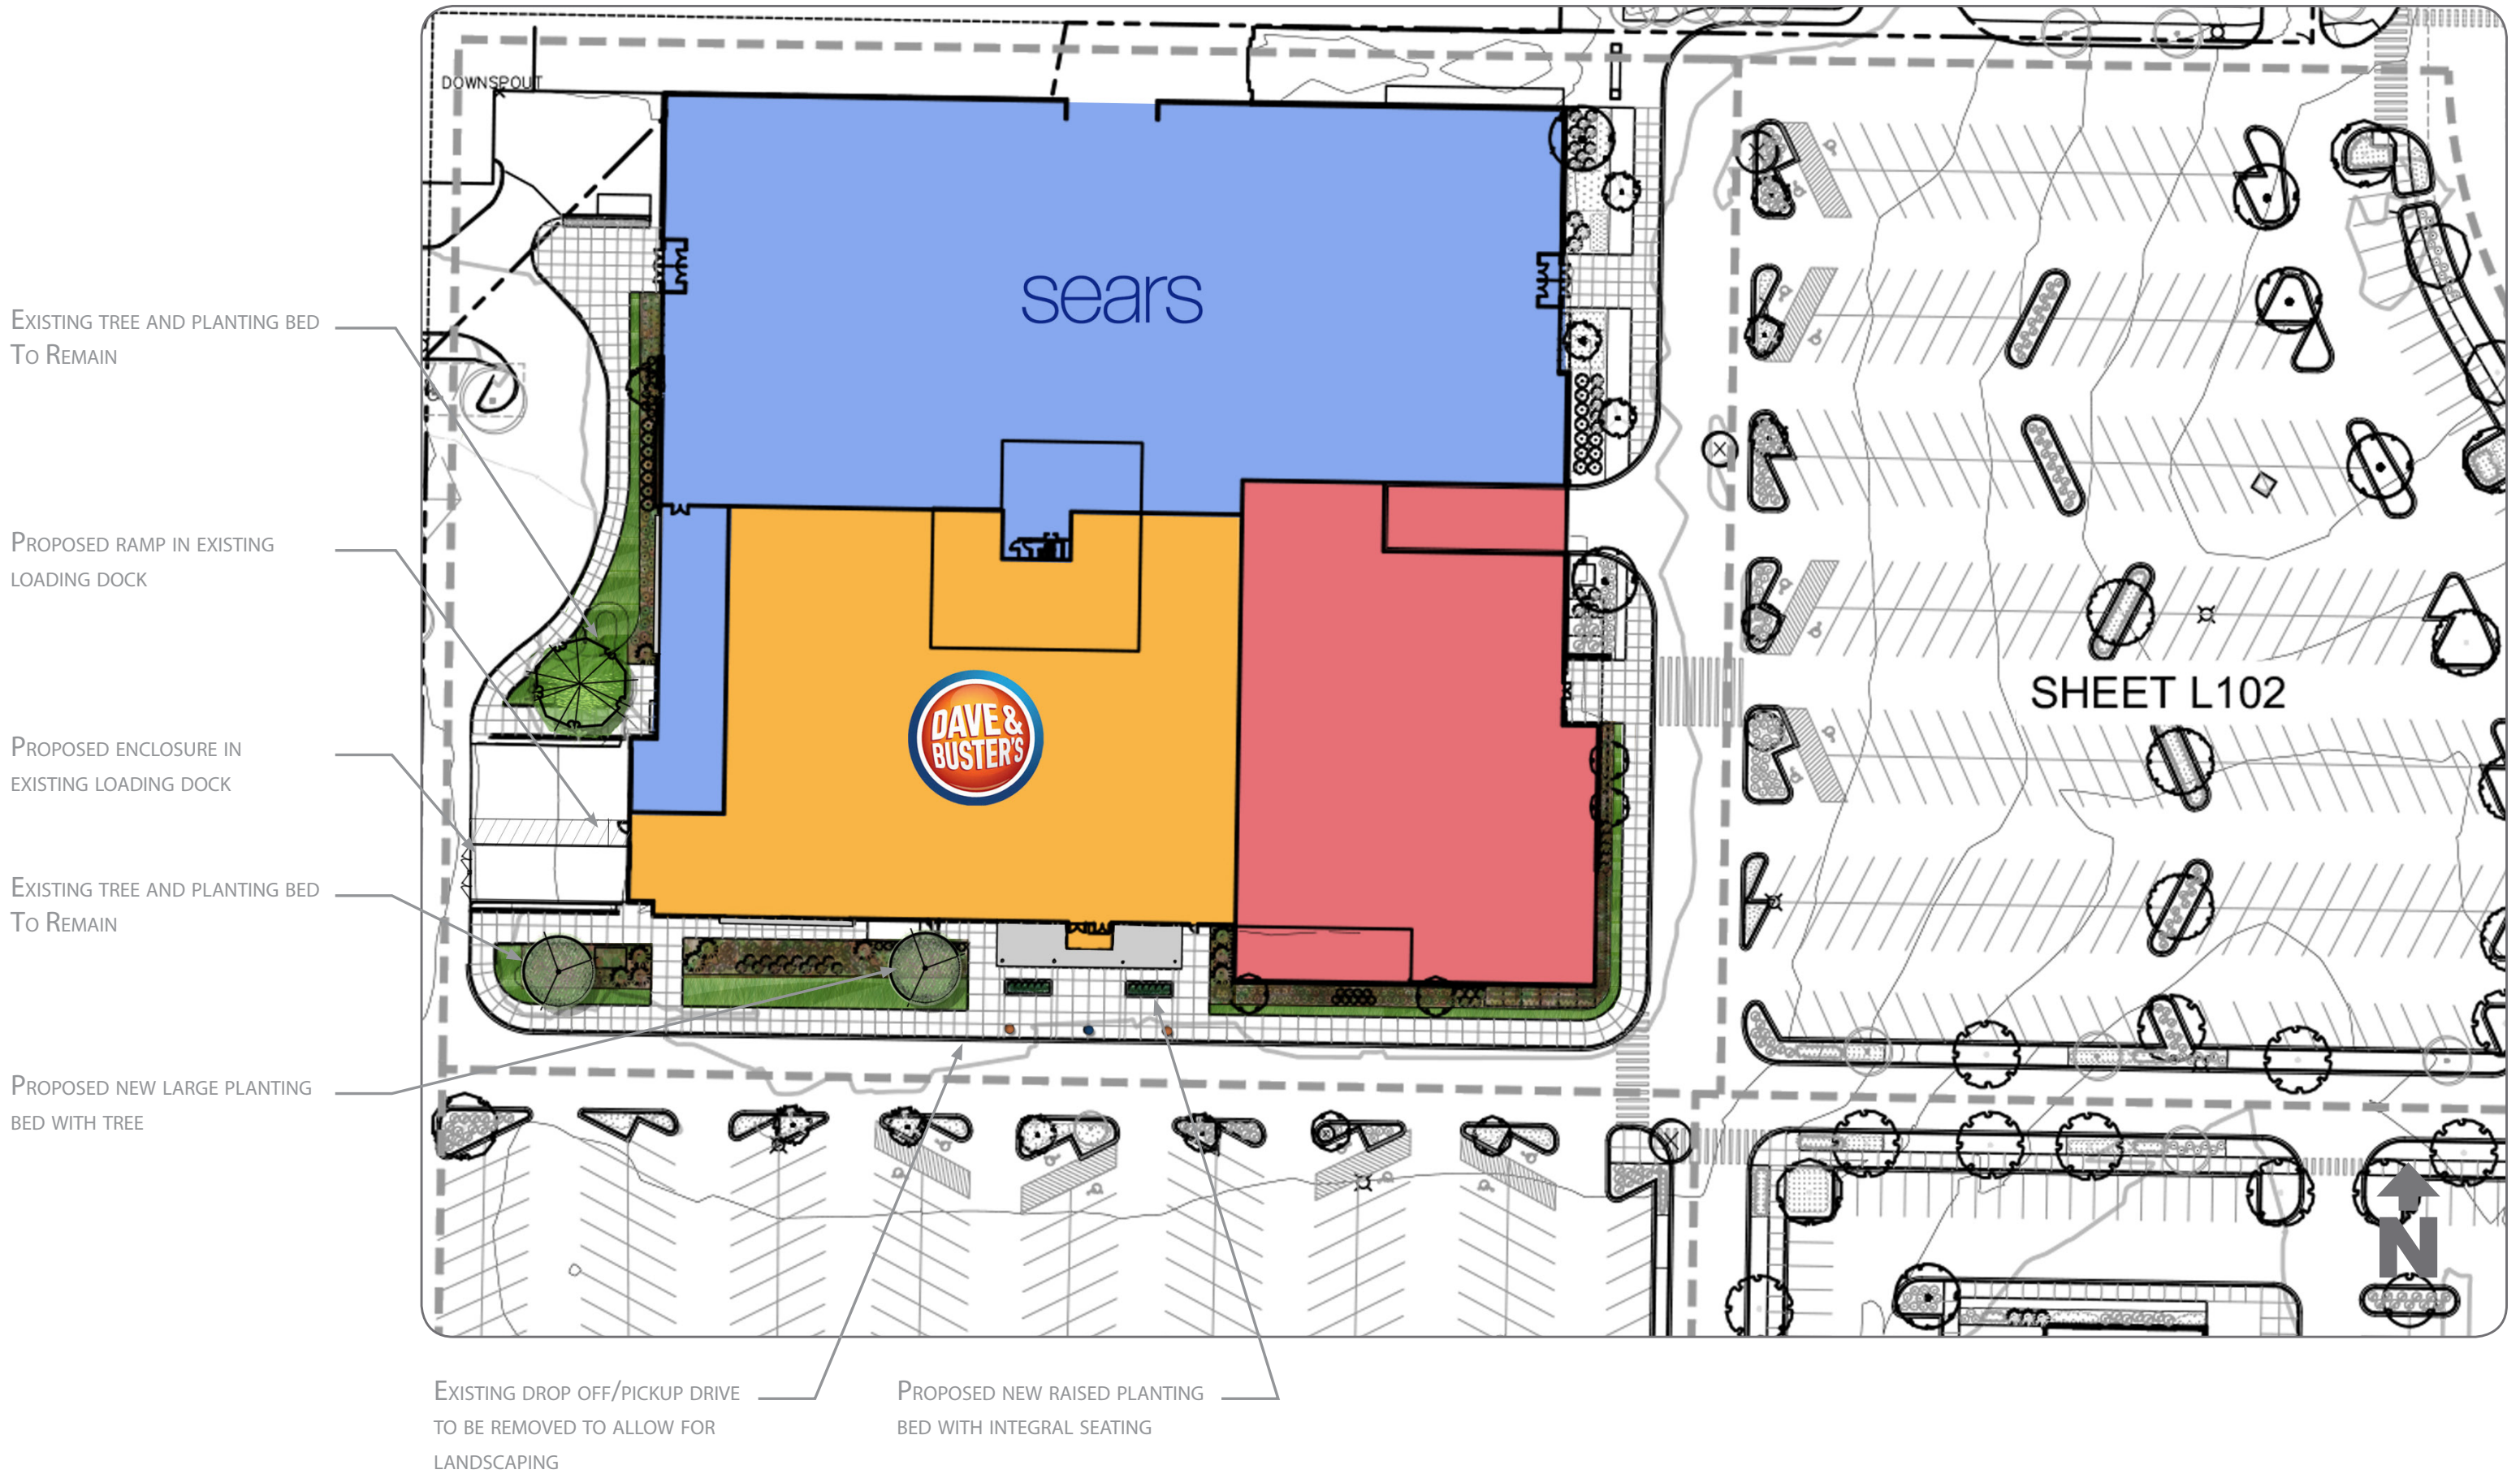 DOWNSPOUT
sears
Existing tree and planting bed
To Remain
Proposed ramp in existing
loading dock
SHEET L102
DAVE &
BUSTER'S
Proposed enclosure in
existing loading dock
Existing tree and planting bed
To Remain
Proposed new large planting
bed with tree
N
Existing drop off/pickup drive
to be removed to allow for
landscaping
Proposed new raised planting
bed with integral seating